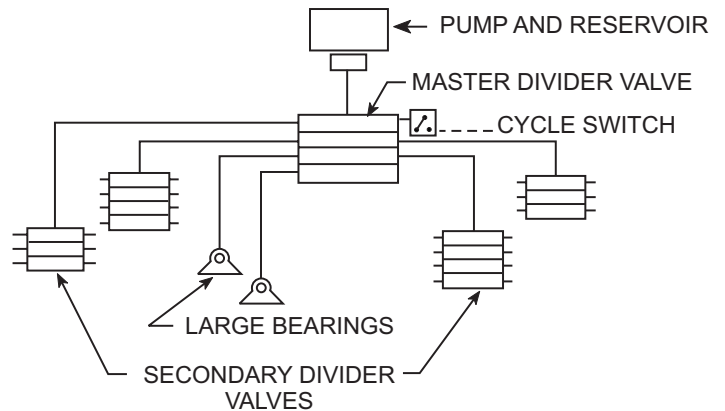 PUMP AND RESERVOIR
MASTER DIVIDER VALVE
CYCLE SWITCH
LARGE BEARINGS
SECONDARY DIVIDER
VALVES